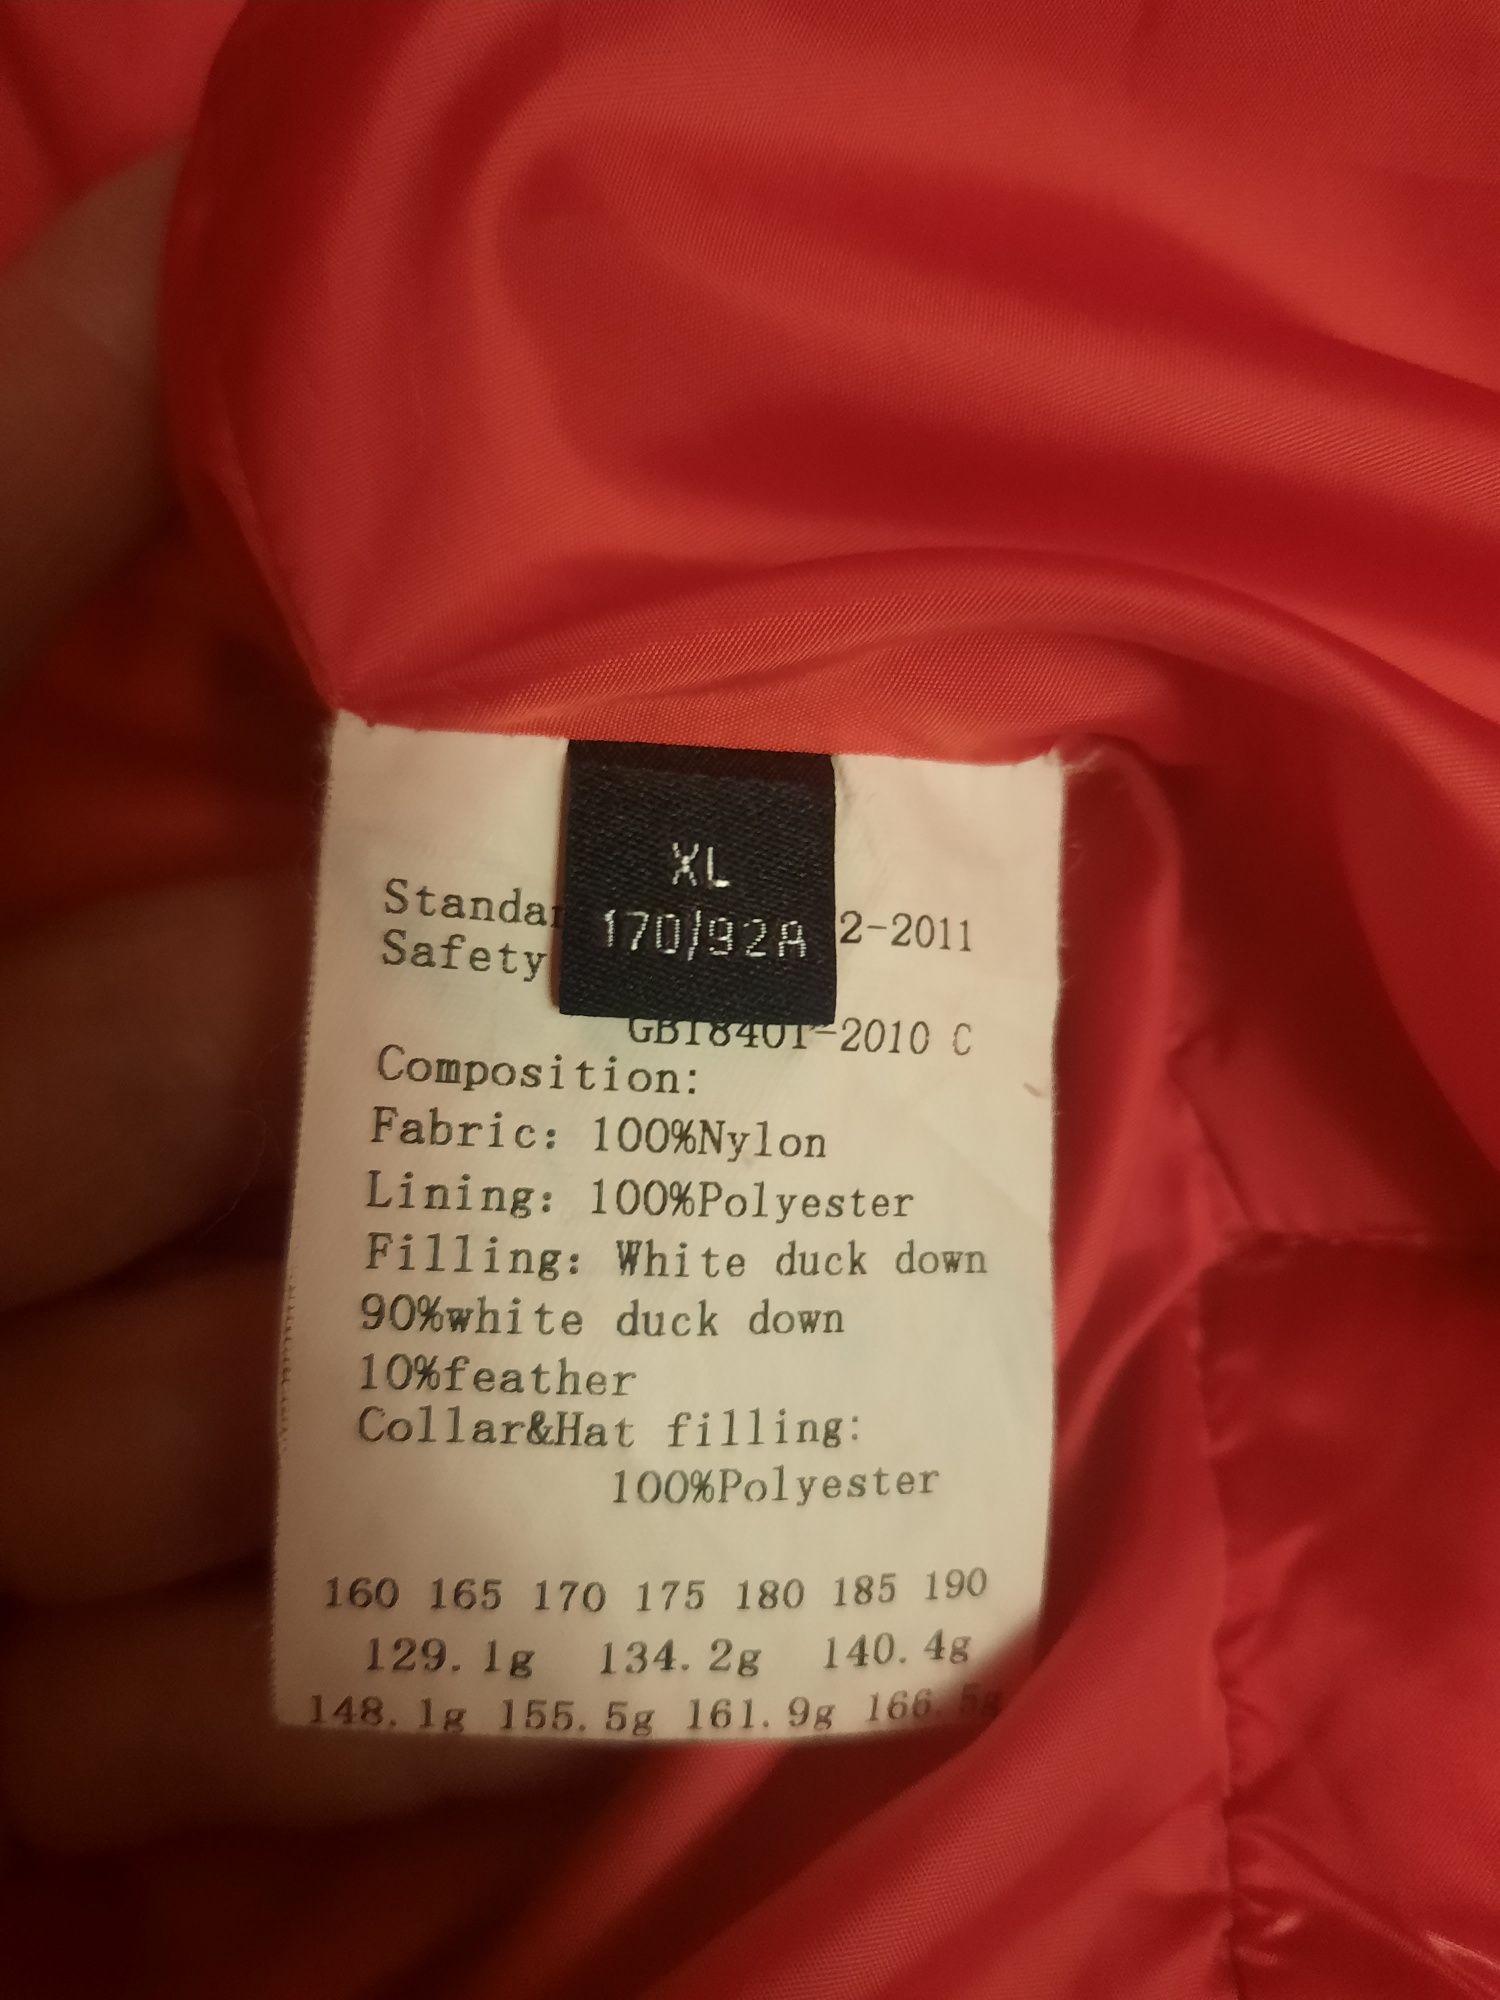 XL
170/92A
Standar 2-2011
Safety
GB18401-2010 C
Composition:
Fabric: 100%Nylon
Lining: 100%Polyester
Filling: White duck down
90%white duck down
10%feather
Collar&Hat filling:
100%Polyester
160 165 170 175 180 185 190
129.1g 134.2g 140.4g
148.1g 155.5g 161.9g 166.5g